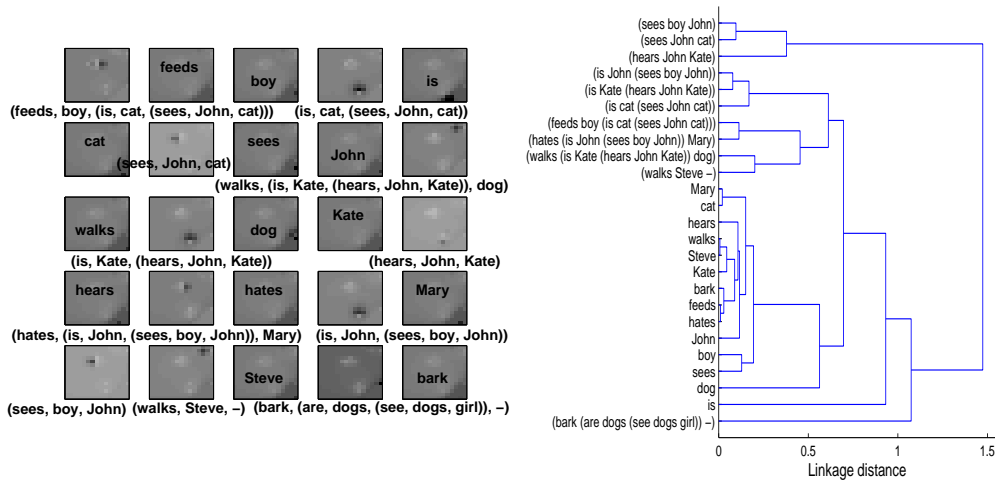 feeds
boy
is
(feeds, boy, (is, cat, (sees, John, cat)))
(is, cat, (sees, John, cat))
cat
(sees, John, cat)
sees
John
(walks, (is, Kate, (hears, John, Kate)), dog)
walks
dog
Kate
(is, Kate, (hears, John, Kate))
(hears, John, Kate)
hears
hates
Mary
(hates, (is, John, (sees, boy, John)), Mary)
(is, John, (sees, boy, John))
Steve
bark
(sees, boy, John)
(walks, Steve, −)
(bark, (are, dogs, (see, dogs, girl)), −)
(sees boy John)
(sees John cat)
(hears John Kate)
(is John (sees boy John))
(is Kate (hears John Kate))
(is cat (sees John cat))
(feeds boy (is cat (sees John cat)))
(hates (is John (sees boy John)) Mary)
(walks (is Kate (hears John Kate)) dog)
(walks Steve −)
Mary
cat
hears
walks
Steve
Kate
bark
feeds
hates
John
boy
sees
dog
is
(bark (are dogs (see dogs girl)) −)
0
0.5
1
1.5
Linkage distance